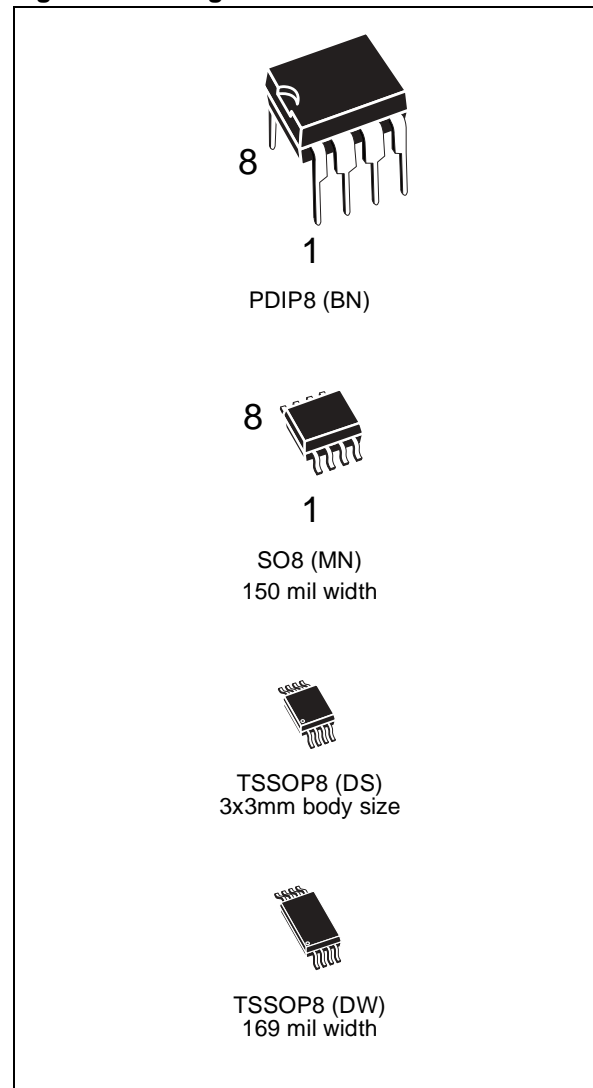 8
1
PDIP8 (BN)
8
1
SO8 (MN)
150 mil width
TSSOP8 (DS)
3x3mm body size
TSSOP8 (DW)
169 mil width